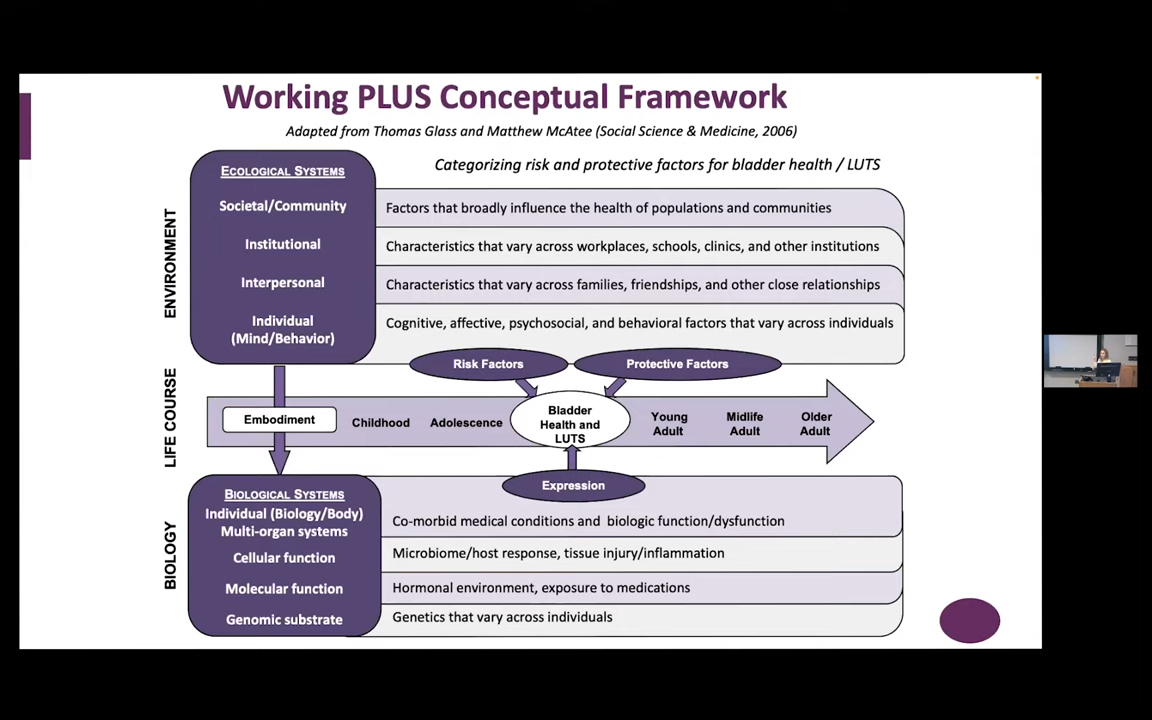 Working PLUS Conceptual Framework
Adapted from Thomas Glass and Matthew McAtee (Social Science & Medicine, 2006)
Categorizing risk and protective factors for bladder health / LUTS
ENVIRONMENT
ECOLOGICAL SYSTEMS
Societal/Community
Factors that broadly influence the health of populations and communities
Institutional
Characteristics that vary across workplaces, schools, clinics, and other institutions
Interpersonal
Characteristics that vary across families, friendships, and other close relationships
Individual
(Mind/Behavior)
Cognitive, affective, psychosocial, and behavioral factors that vary across individuals
Risk Factors
Protective Factors
LIFE COURSE
Embodiment
Childhood
Adolescence
Bladder
Health and
LUTS
Young
Adult
Midlife
Adult
Older
Adult
Expression
BIOLOGY
BIOLOGICAL SYSTEMS
Individual (Biology/Body)
Multi-organ systems
Co-morbid medical conditions and biologic function/dysfunction
Cellular function
Microbiome/host response, tissue injury/inflammation
Molecular function
Hormonal environment, exposure to medications
Genomic substrate
Genetics that vary across individuals